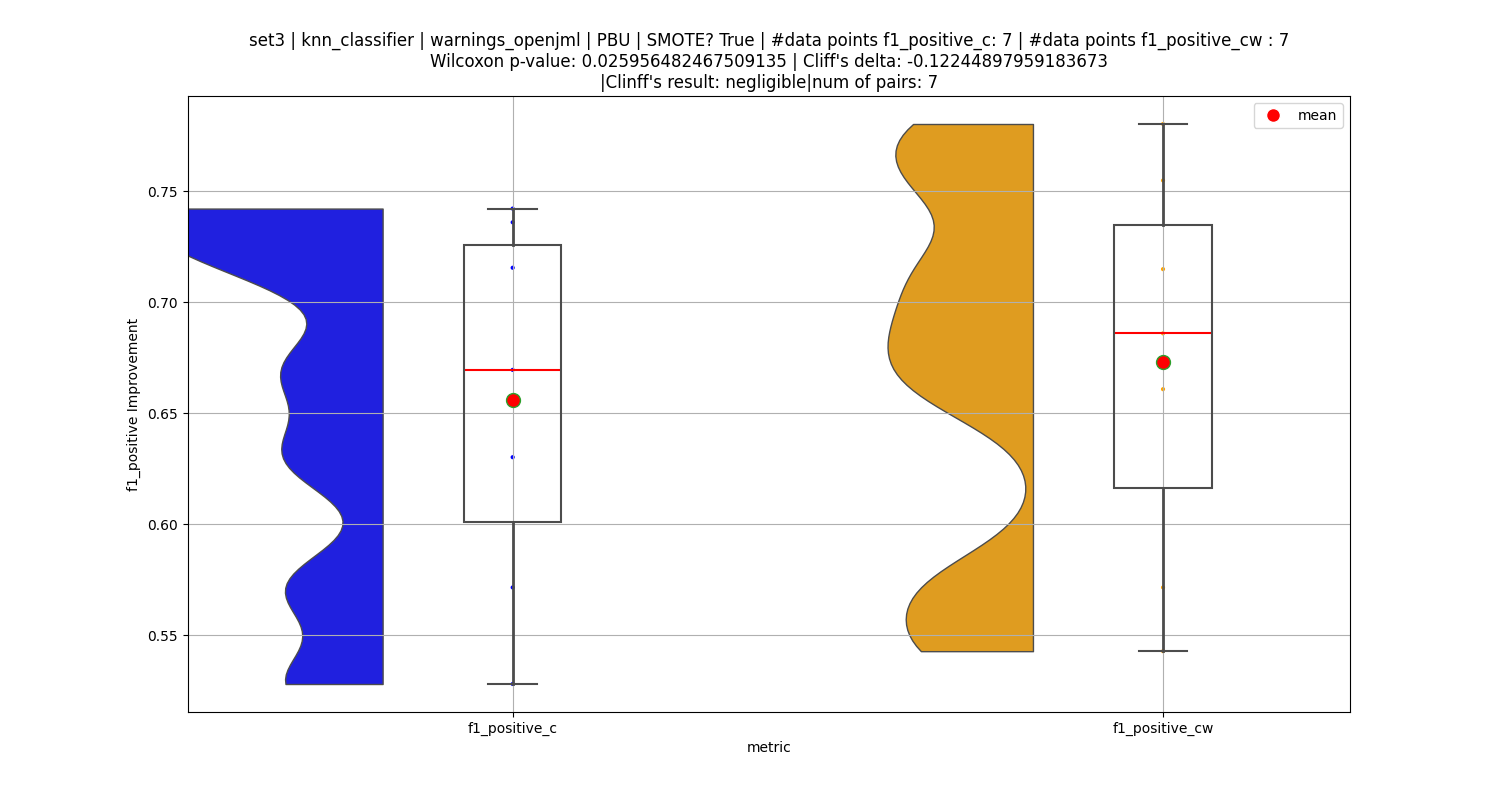 set3 | knn_classifier | warnings_openjml | PBU | SMOTE? True | #data points f1_positive_c: 7 | #data points f1_positive_cw : 7
Wilcoxon p-value: 0.025956482467509135 | Cliff's delta: -0.12244897959183673
|Clinff's result: negligible|num of pairs: 7
mean
0.75
0.70
0.65
0.60
0.55
f1_positive Improvement
f1_positive_c
f1_positive_cw
metric